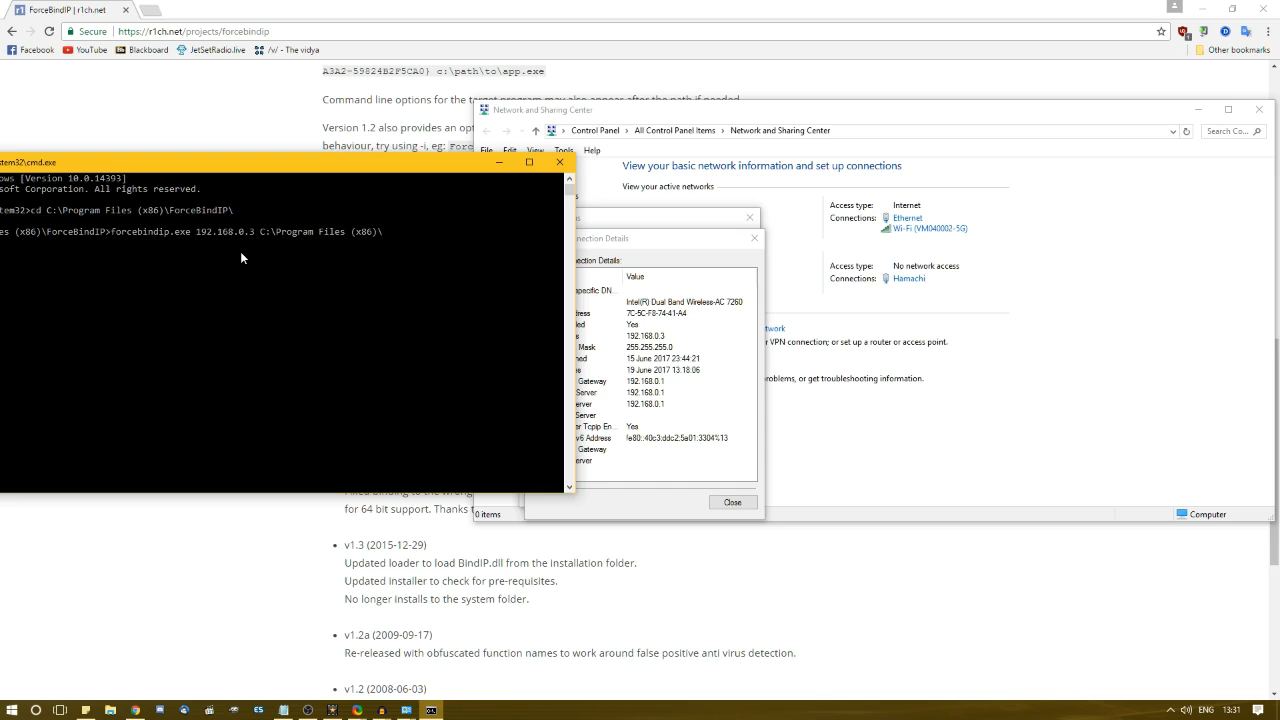 ForceBindIP | r1ch.net
Secure
https://r1ch.net/projects/forcebindip
Facebook
YouTube
Blackboard
JetSetRadio.live
/v/ - The vidya
Other bookmarks
A3A2-59824B2F5CA0} c:\path\to\app.exe
Command line options for the target program may also appear after the path if needed
Version 1.2 also provides an opt
behaviour, try using -i, eg: Forc
Network and Sharing Center
Control Panel > All Control Panel Items > Network and Sharing Center
Search Co...
File Edit View Tools Help
View your basic network information and set up connections
View your active networks
Access type: Internet
Connections: Ethernet
Wi-Fi (VM040002-5G)
Access type: No network access
Connections: Hamachi
twork
r VPN connection; or set up a router or access point.
problems, or get troubleshooting information.
0 items
Computer
stem32\cmd.exe
ows [Version 10.0.14393]
soft Corporation. All rights reserved.
tem32>cd C:\Program Files (x86)\ForceBindIP\
es (x86)\ForceBindIP>forcebindip.exe 192.168.0.3 C:\Program Files (x86)\
ns
nnection Details
ection Details:
Value
specific DN...
Intel(R) Dual Band Wireless-AC 7260
dress 7C-5C-F8-74-41-A4
led Yes
s 192.168.0.3
Mask 255.255.255.0
ned 15 June 2017 23:44:21
es 19 June 2017 13:18:06
Gateway 192.168.0.1
Server 192.168.0.1
erver 192.168.0.1
Server
er Tcpip En... Yes
v6 Address fe80::40c3:ddc2:5a01:3304%13
Gateway
erver
Close
for 64 bit support. Thanks t
v1.3 (2015-12-29)
Updated loader to load BindIP.dll from the installation folder.
Updated installer to check for pre-requisites.
No longer installs to the system folder.
v1.2a (2009-09-17)
Re-released with obfuscated function names to work around false positive anti virus detection.
v1.2 (2008-06-03)
ENG
13:31